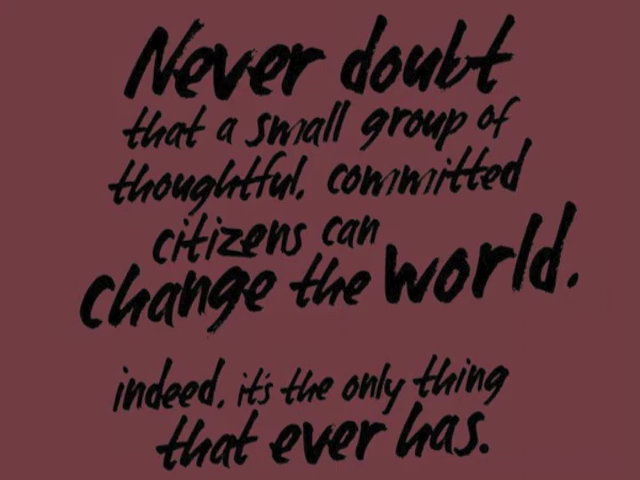 Never doubt
that a small group of
thoughtful, committed
citizens can
change the world.
indeed, it's the only thing
that ever has.